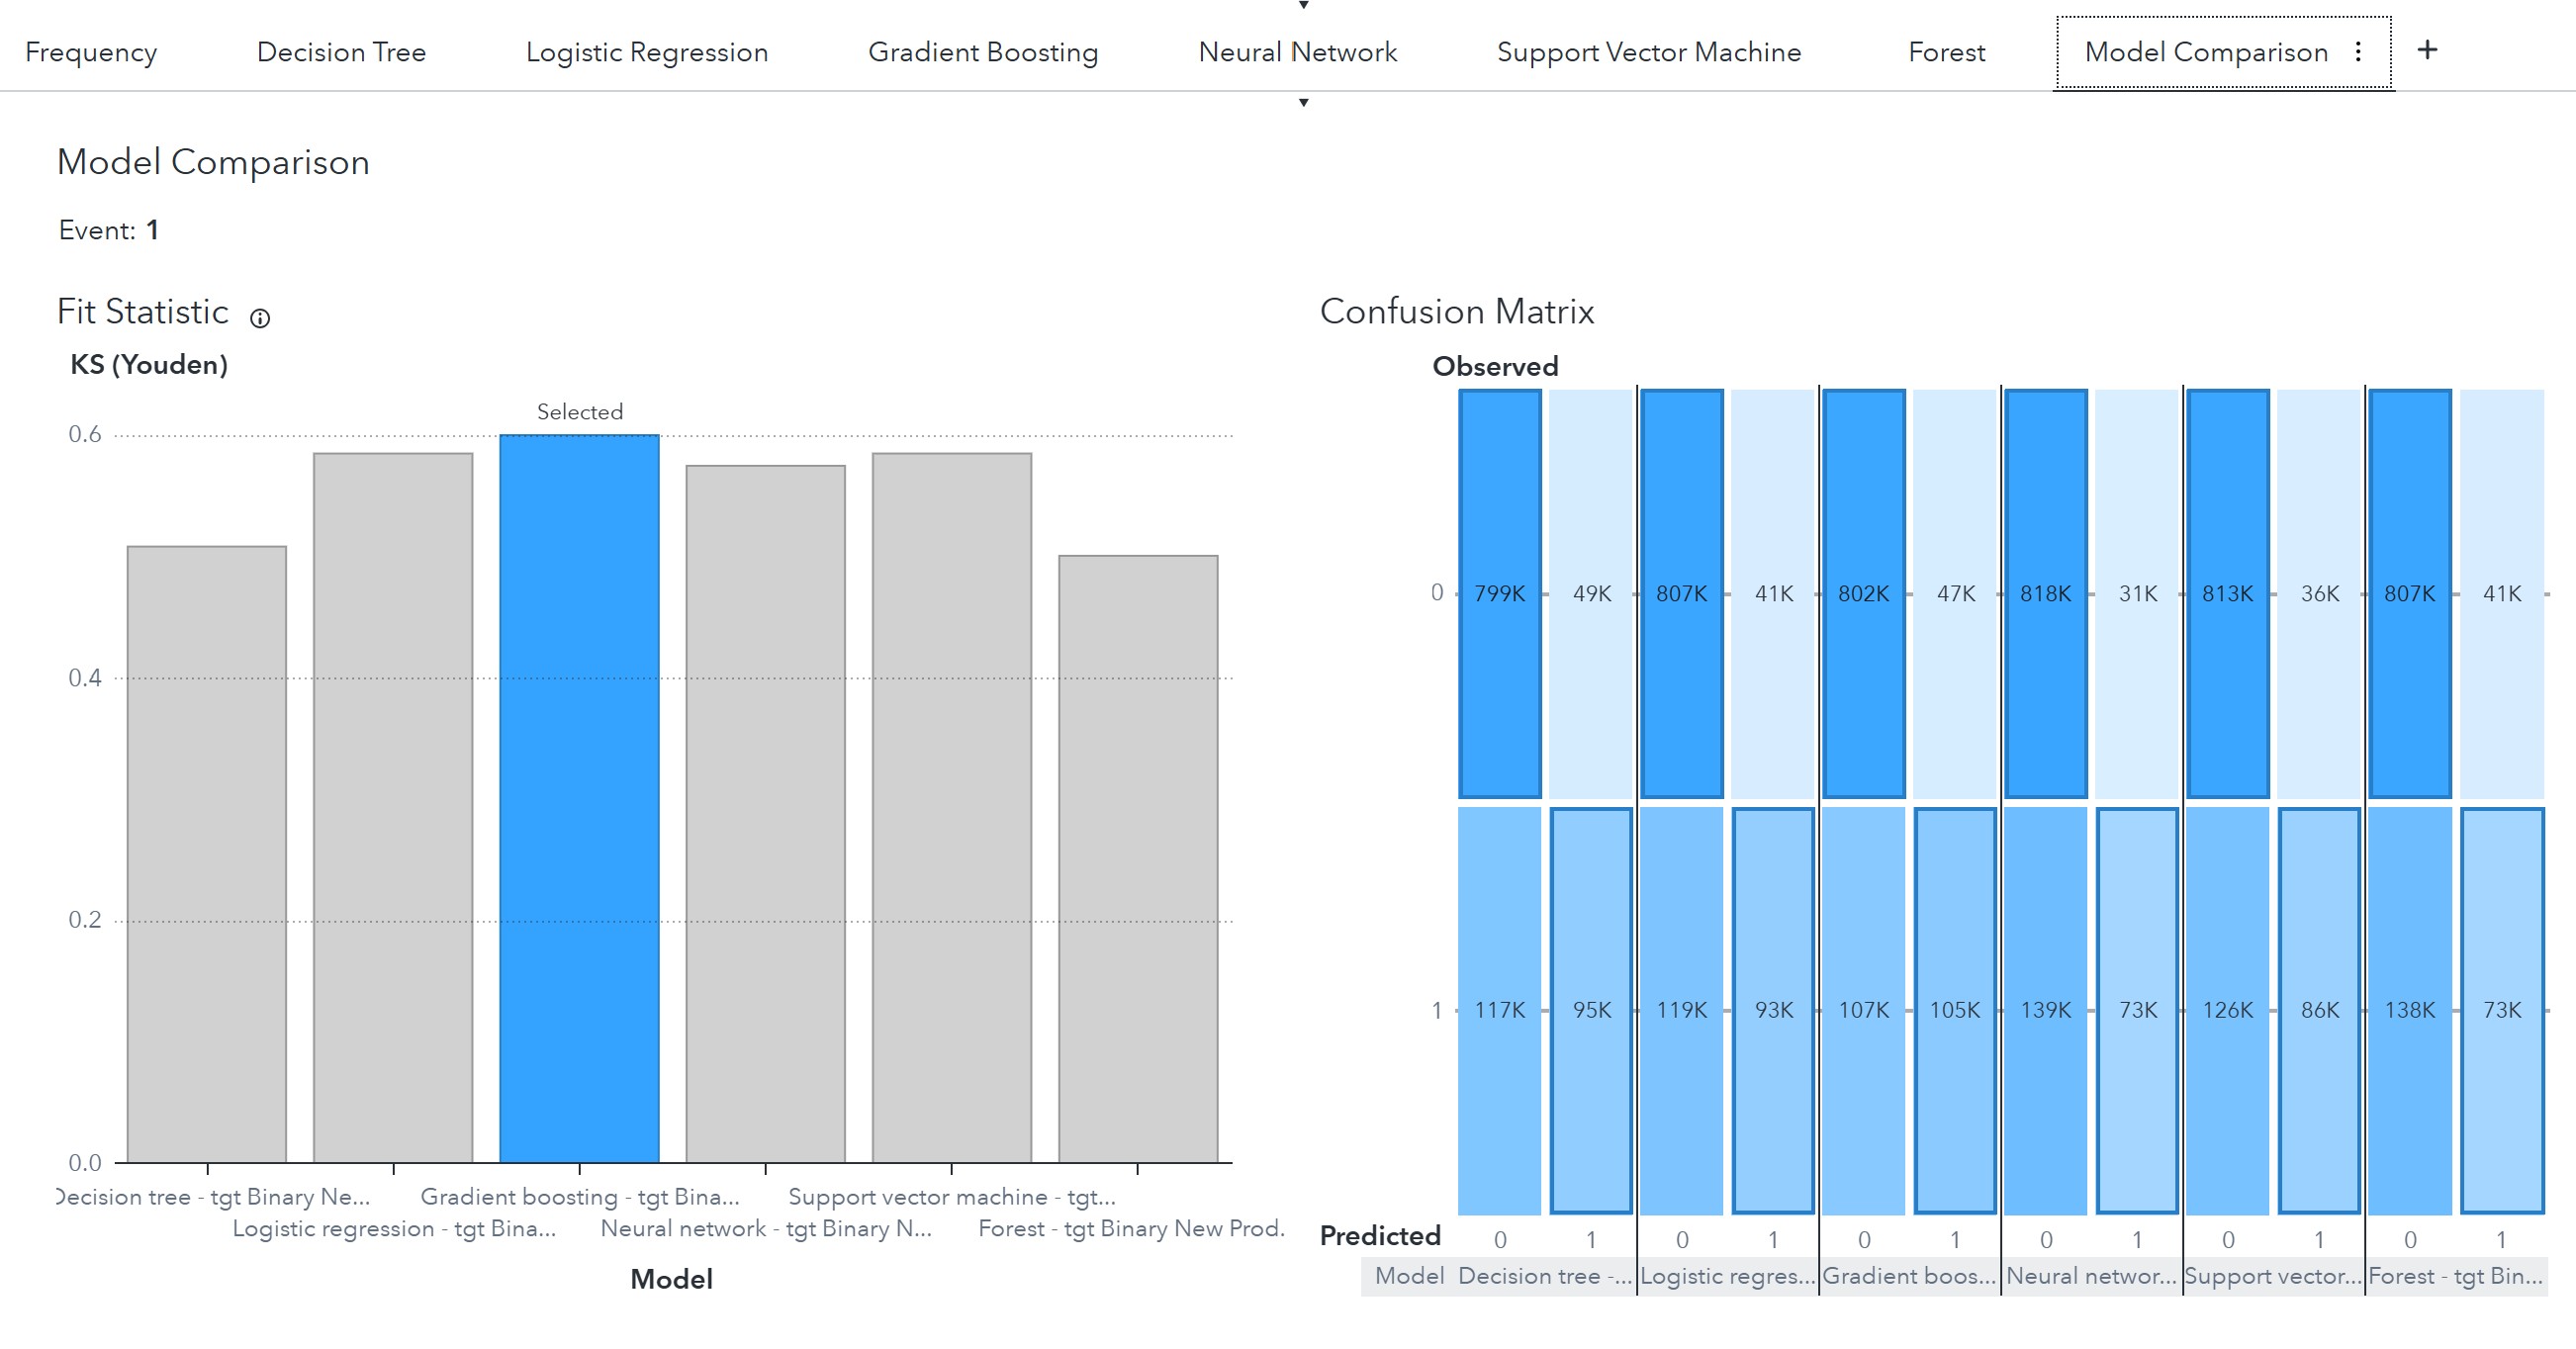 Frequency Decision Tree Logistic Regression Gradient Boosting Neural Network Support Vector Machine Forest Model Comparison
Model Comparison
Event: 1
Fit Statistic
KS (Youden)
Selected
0.6
0.4
0.2
0.0
Decision tree - tgt Binary Ne... Gradient boosting - tgt Bina... Support vector machine - tgt...
Logistic regression - tgt Bina... Neural network - tgt Binary N... Forest - tgt Binary New Prod.
Model
Confusion Matrix
Observed
0 799K 49K 807K 41K 802K 47K 818K 31K 813K 36K 807K 41K
1 117K 95K 119K 93K 107K 105K 139K 73K 126K 86K 138K 73K
Predicted 0 1 0 1 0 1 0 1 0 1 0 1
Model Decision tree -... Logistic regres... Gradient boos... Neural networ... Support vector... Forest - tgt Bin...